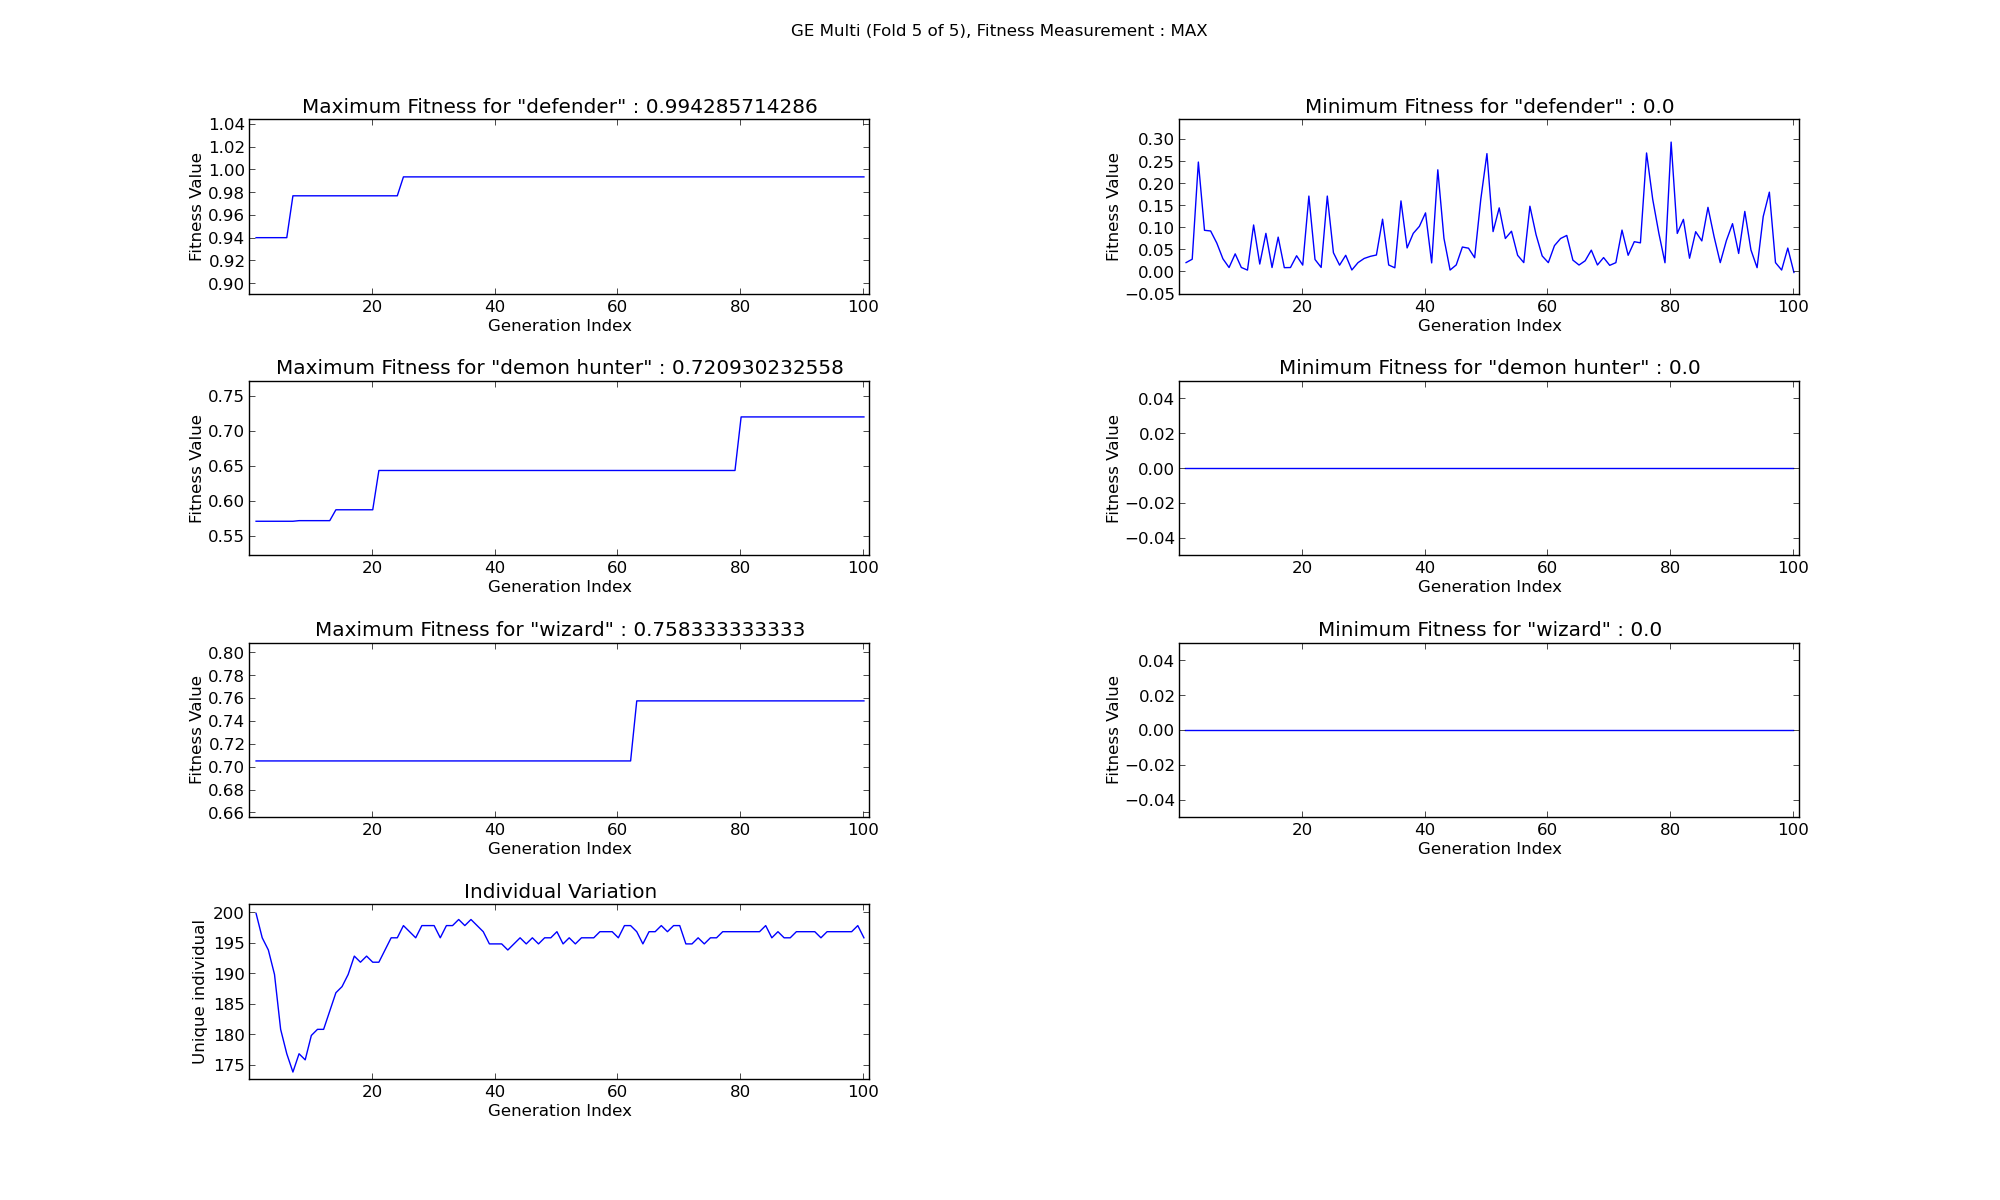 GE Multi (Fold 5 of 5), Fitness Measurement : MAX
Maximum Fitness for "defender" : 0.994285714286
1.04
1.02
1.00
0.98
0.96
0.94
0.92
0.90
Fitness Value
20 40 60 80 100
Generation Index
Minimum Fitness for "defender" : 0.0
0.30
0.25
0.20
0.15
0.10
0.05
0.00
−0.05
Fitness Value
20 40 60 80 100
Generation Index
Maximum Fitness for "demon hunter" : 0.720930232558
0.75
0.70
0.65
0.60
0.55
Fitness Value
20 40 60 80 100
Generation Index
Minimum Fitness for "demon hunter" : 0.0
0.04
0.02
0.00
−0.02
−0.04
Fitness Value
20 40 60 80 100
Generation Index
Maximum Fitness for "wizard" : 0.758333333333
0.80
0.78
0.76
0.74
0.72
0.70
0.68
0.66
Fitness Value
20 40 60 80 100
Generation Index
Minimum Fitness for "wizard" : 0.0
0.04
0.02
0.00
−0.02
−0.04
Fitness Value
20 40 60 80 100
Generation Index
Individual Variation
200
195
190
185
180
175
Unique individual
20 40 60 80 100
Generation Index